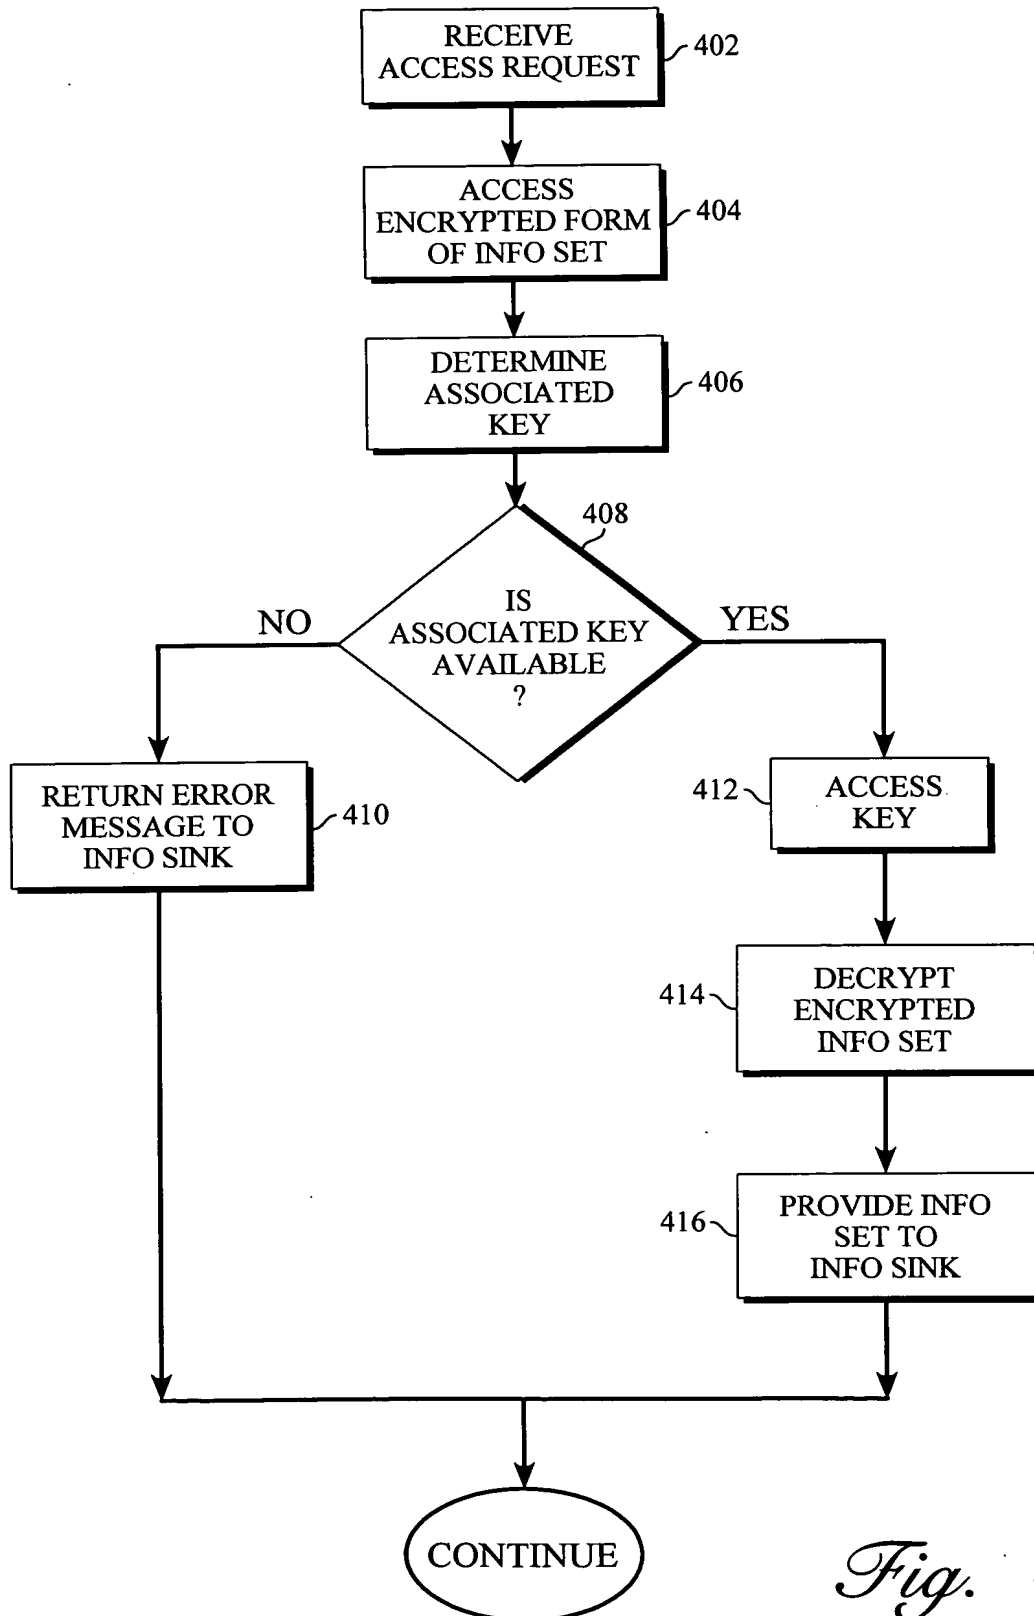 RECEIVE
ACCESS REQUEST
402
ACCESS
ENCRYPTED FORM
OF INFO SET
404
DETERMINE
ASSOCIATED
KEY
406
408
IS
ASSOCIATED KEY
AVAILABLE
?
NO
YES
RETURN ERROR
MESSAGE TO
INFO SINK
410
412
ACCESS
KEY
414
DECRYPT
ENCRYPTED
INFO SET
416
PROVIDE INFO
SET TO
INFO SINK
CONTINUE
Fig.